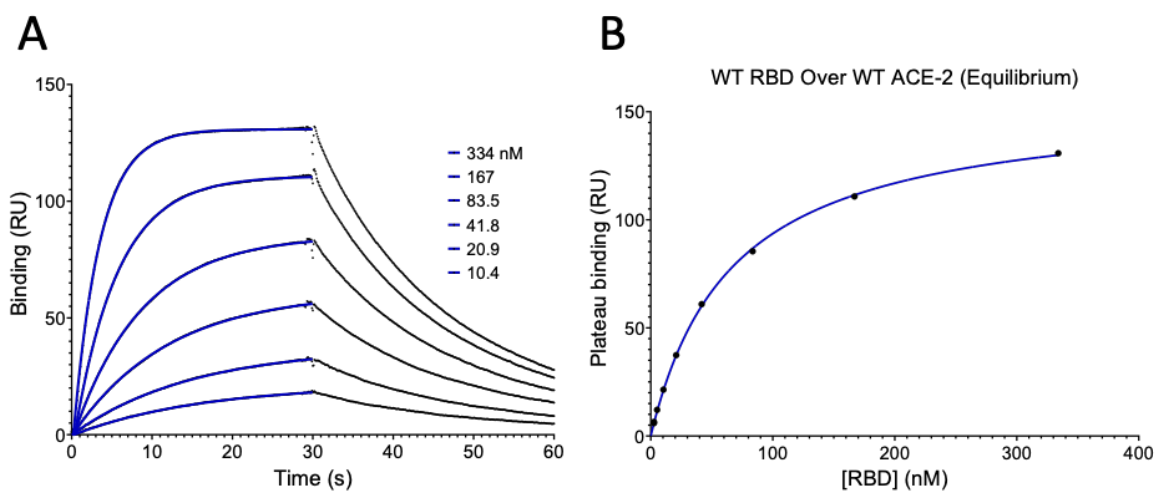 A
150
100
50
0
Binding (RU)
334 nM
167
83.5
41.8
20.9
10.4
0 10 20 30 40 50 60
Time (s)
B
WT RBD Over WT ACE-2 (Equilibrium)
150
100
50
0
Plateau binding (RU)
0 100 200 300 400
[RBD] (nM)